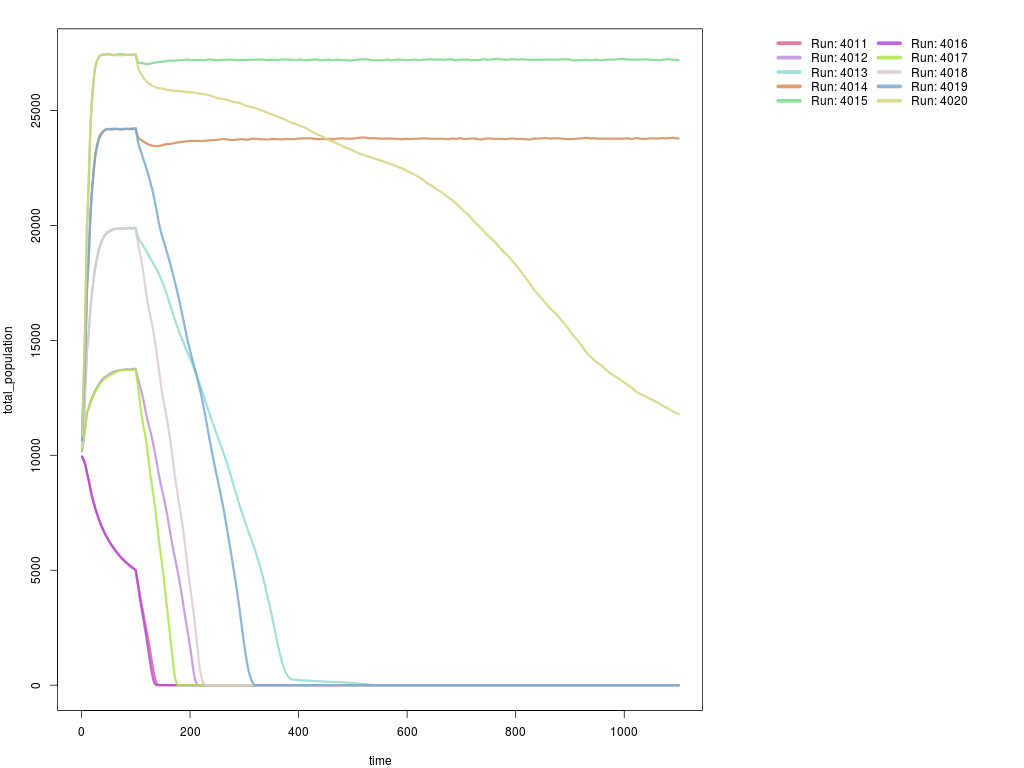 Run: 4011
Run: 4012
Run: 4013
Run: 4014
Run: 4015
Run: 4016
Run: 4017
Run: 4018
Run: 4019
Run: 4020
total_population
25000
20000
15000
10000
5000
0
0 200 400 600 800 1000
time